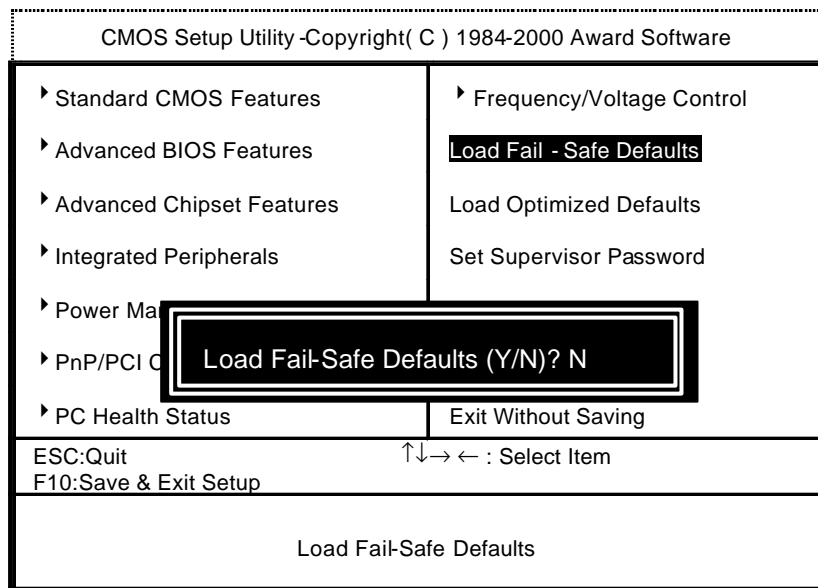 CMOS Setup Utility -Copyright( C ) 1984-2000 Award Software
Standard CMOS Features
Advanced BIOS Features
Advanced Chipset Features
Integrated Peripherals
Power
PnP/PCI
PC Health Status
Frequency/Voltage Control
Load Fail - Safe Defaults
Load Optimized Defaults
Set Supervisor Password
Exit Without Saving
Load Fail-Safe Defaults (Y/N)? N
ESC:Quit
↑↓→ ← : Select Item
F10:Save & Exit Setup
Load Fail-Safe Defaults